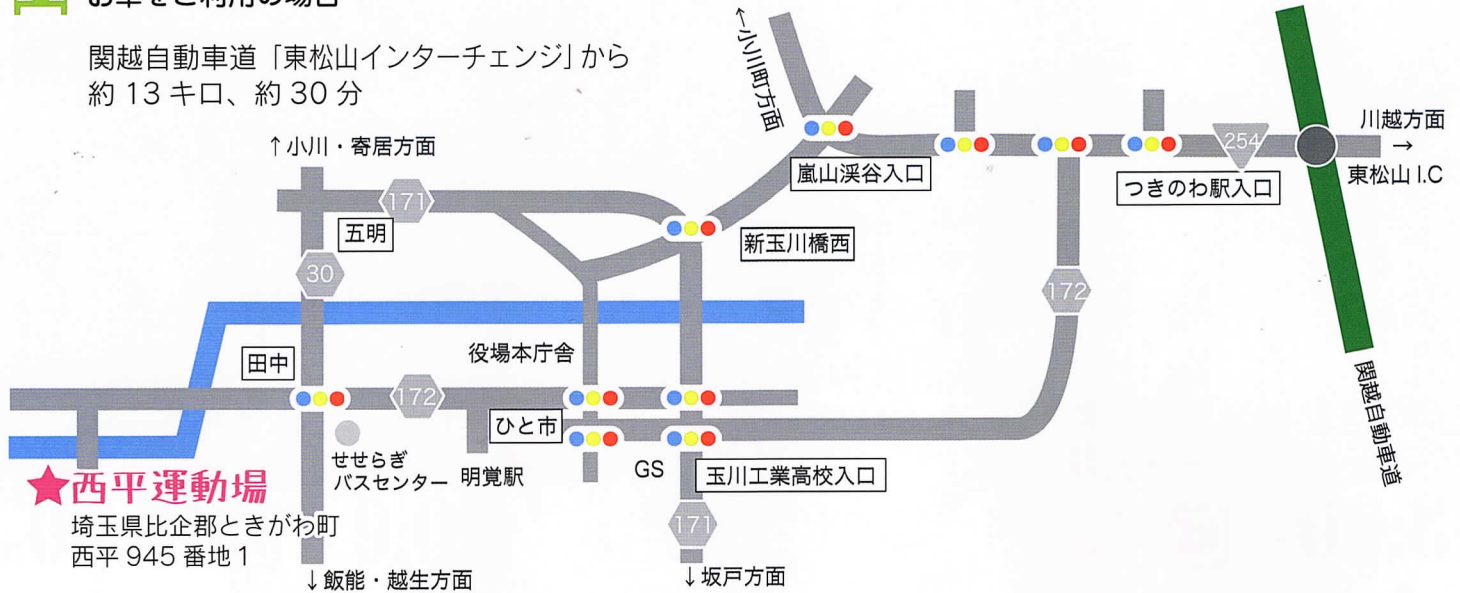 お車をご利用の場合
関越自動車道「東松山インターチェンジ」から
約 13 キロ、約 30 分
↑小川・寄居方面
←小川町方面
171
五明
30
嵐山渓谷入口
新玉川橋西
254
つきのわ駅入口
川越方面
→
東松山 I.C
172
関越自動車道
田中
役場本庁舎
172
ひと市
せせらぎ
バスセンター
明覚駅
GS
玉川工業高校入口
171
★西平運動場
埼玉県比企郡ときがわ町
西平 945 番地 1
↓飯能・越生方面
↓坂戸方面